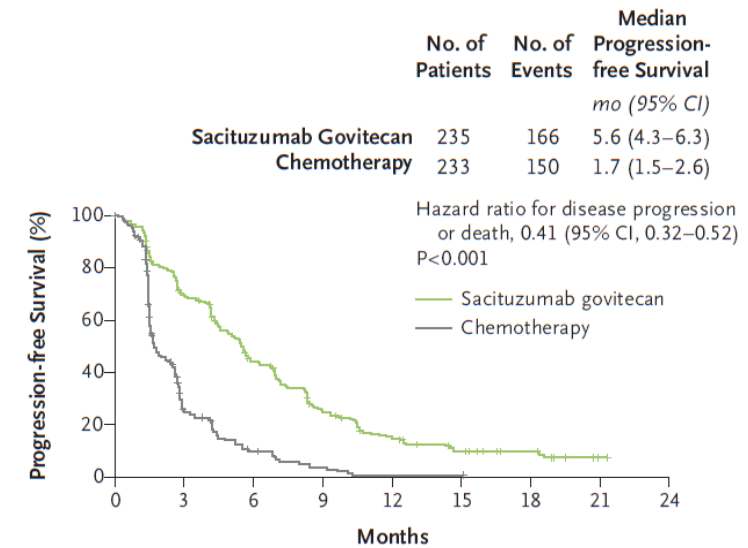 Median
No. of No. of Progression-
Patients Events free Survival
mo (95% CI)
Sacituzumab Govitecan 235 166 5.6 (4.3–6.3)
Chemotherapy 233 150 1.7 (1.5–2.6)
Hazard ratio for disease progression
or death, 0.41 (95% CI, 0.32–0.52)
P<0.001
Sacituzumab govitecan
Chemotherapy
Progression-free Survival (%)
100
80
60
40
20
0
0 3 6 9 12 15 18 21 24
Months